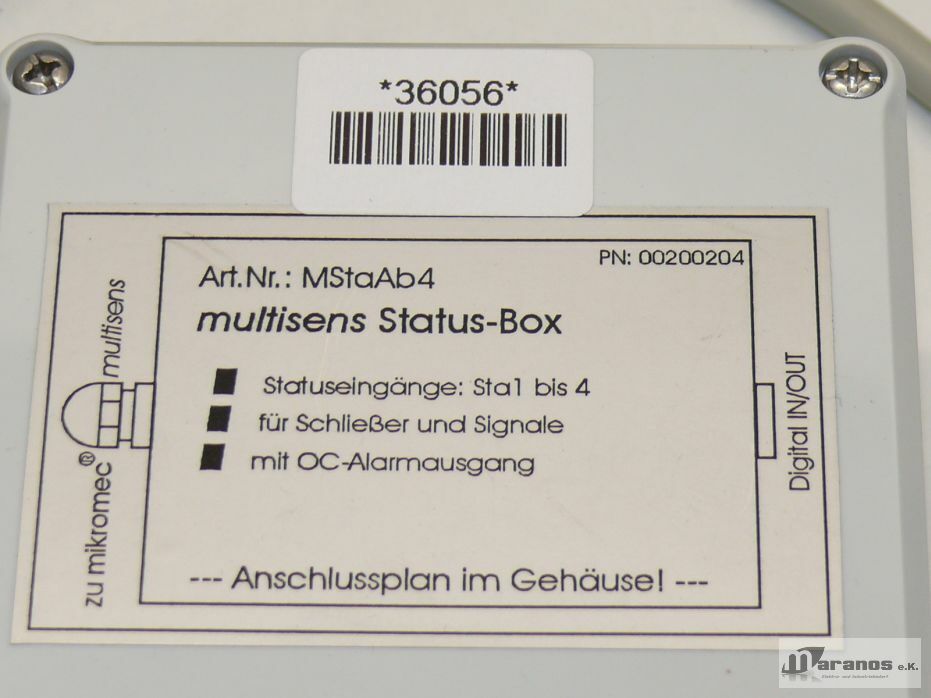 *36056*
PN: 00200204
Art.Nr.: MStaAb4
multisens Status-Box
Statuseingänge: Sta1 bis 4
für Schließer und Signale
mit OC-Alarmausgang
--- Anschlussplan im Gehäuse! ---
zu mikromec® multisens
Digital IN/OUT
Maranos e.K.